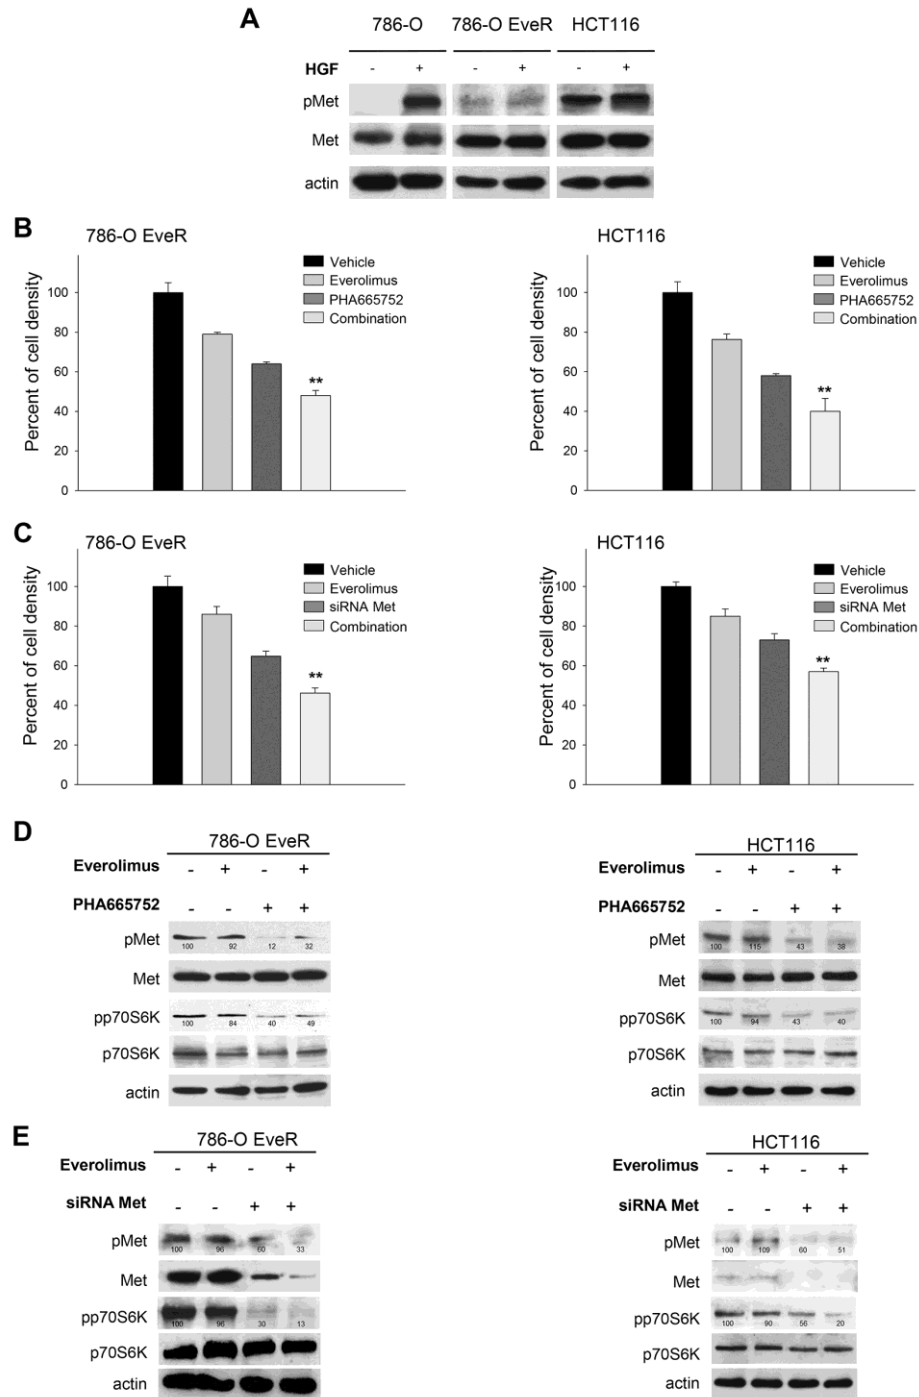 A
786-O 786-O EveR HCT116
HGF - + - + - +
pMet
Met
actin
B
786-O EveR
Percent of cell density
100
80
60
40
20
0
Vehicle
Everolimus
PHA665752
Combination
**
HCT116
Percent of cell density
100
80
60
40
20
0
Vehicle
Everolimus
PHA665752
Combination
**
C
786-O EveR
Percent of cell density
100
80
60
40
20
0
Vehicle
Everolimus
siRNA Met
Combination
**
HCT116
Percent of cell density
100
80
60
40
20
0
Vehicle
Everolimus
siRNA Met
Combination
**
D
786-O EveR
Everolimus - + - +
PHA665752 - - + +
pMet
100 92 12 32
Met
pp70S6K
100 84 40 49
p70S6K
actin
HCT116
Everolimus - + - +
PHA665752 - - + +
pMet
100 115 43 38
Met
pp70S6K
100 94 43 40
p70S6K
actin
E
786-O EveR
Everolimus - + - +
siRNA Met - - + +
pMet
100 96 60 33
Met
pp70S6K
100 96 30 13
p70S6K
actin
HCT116
Everolimus - + - +
siRNA Met - - + +
pMet
100 109 60 51
Met
pp70S6K
100 90 56 20
p70S6K
actin